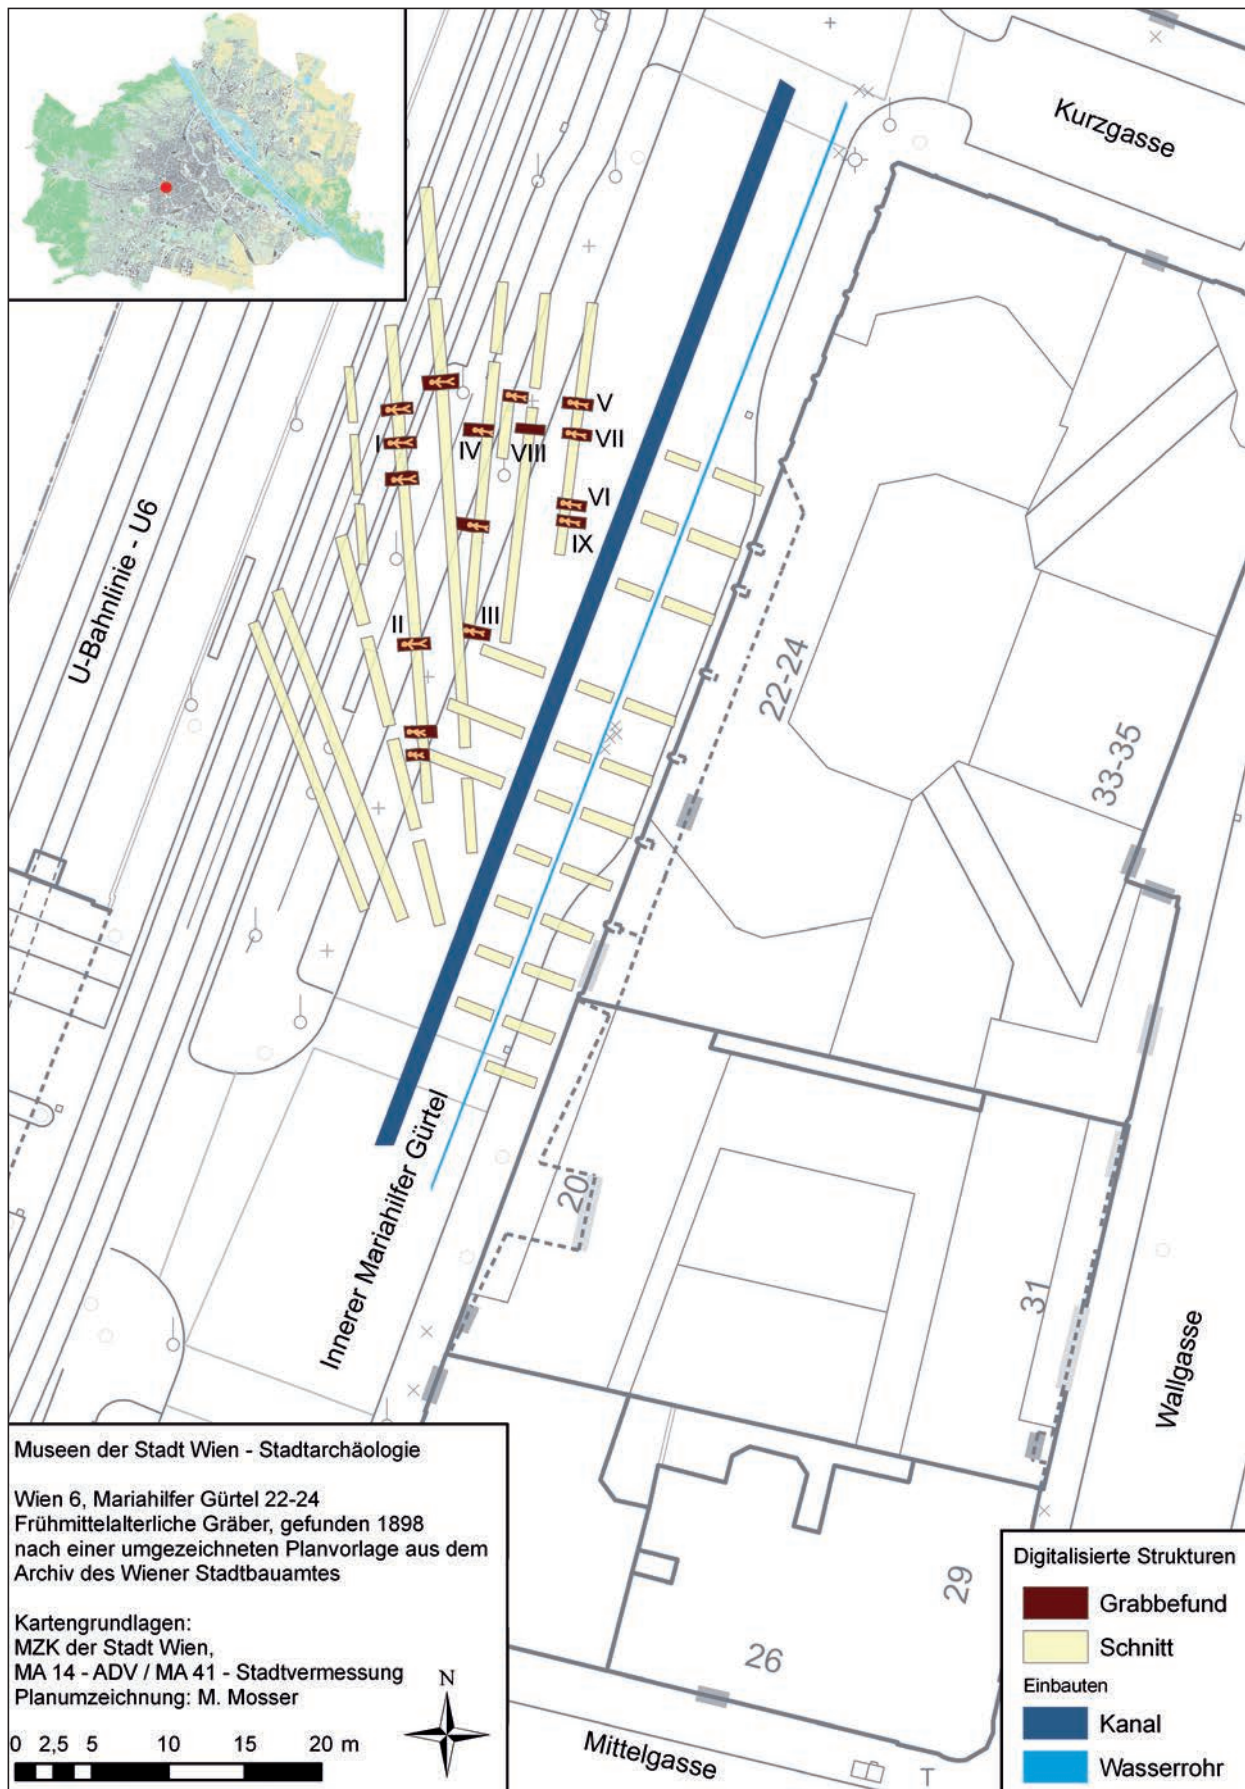 Kurzgasse
V
I
IV
VIII
VII
VI
IX
U-Bahnlinie - U6
II
III
22-24
33-35
Innerer Mariahilfer Gürtel
20
31
Wallgasse
29
26
Mittelgasse
T
Museen der Stadt Wien - Stadtarchäologie
Wien 6, Mariahilfer Gürtel 22-24
Frühmittelalterliche Gräber, gefunden 1898
nach einer umgezeichneten Planvorlage aus dem
Archiv des Wiener Stadtbauamtes
Kartengrundlagen:
MZK der Stadt Wien,
MA 14 - ADV / MA 41 - Stadtvermessung
Planumzeichnung: M. Mosser
N
0 2,5 5 10 15 20 m
Digitalisierte Strukturen
Grabbefund
Schnitt
Einbauten
Kanal
Wasserrohr